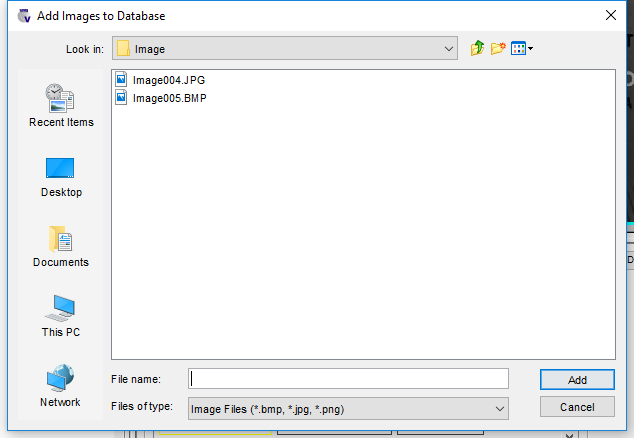 Add Images to Database
Look in:
Image
Image004.JPG
Image005.BMP
Recent Items
Desktop
Documents
This PC
Network
File name:
Add
Files of type:
Image Files (*.bmp, *.jpg, *.png)
Cancel